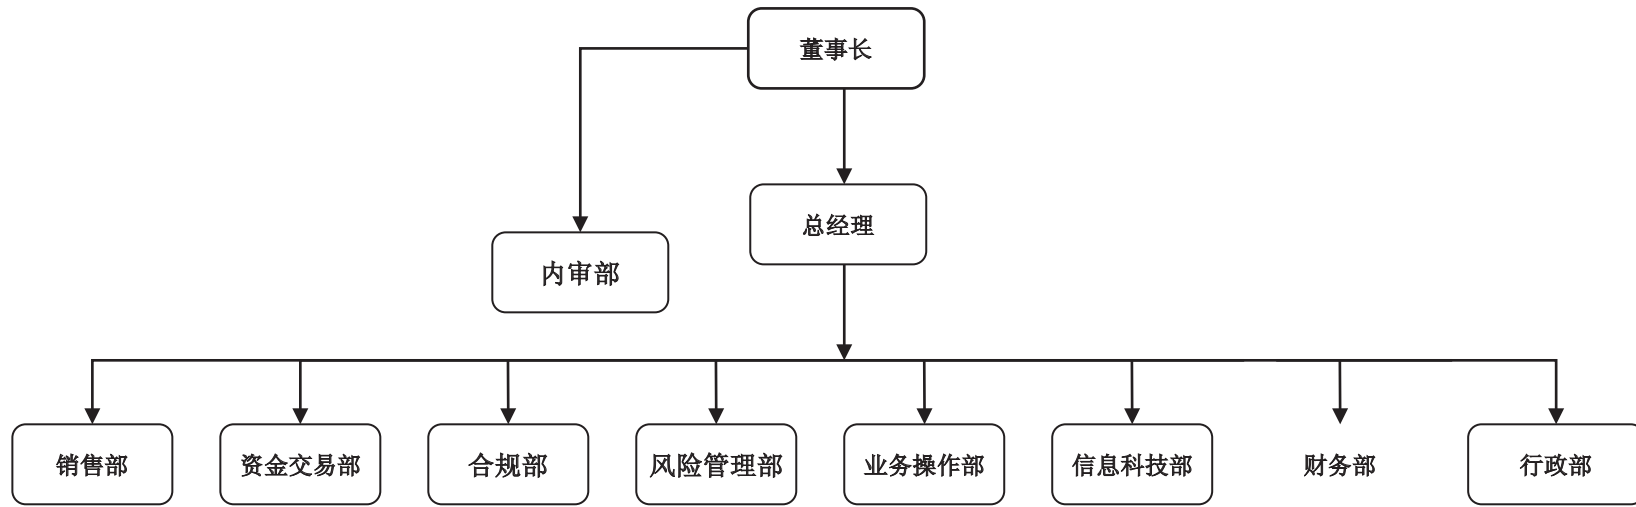 董事长
总经理
内审部
销售部
资金交易部
合规部
风险管理部
业务操作部
信息科技部
财务部
行政部